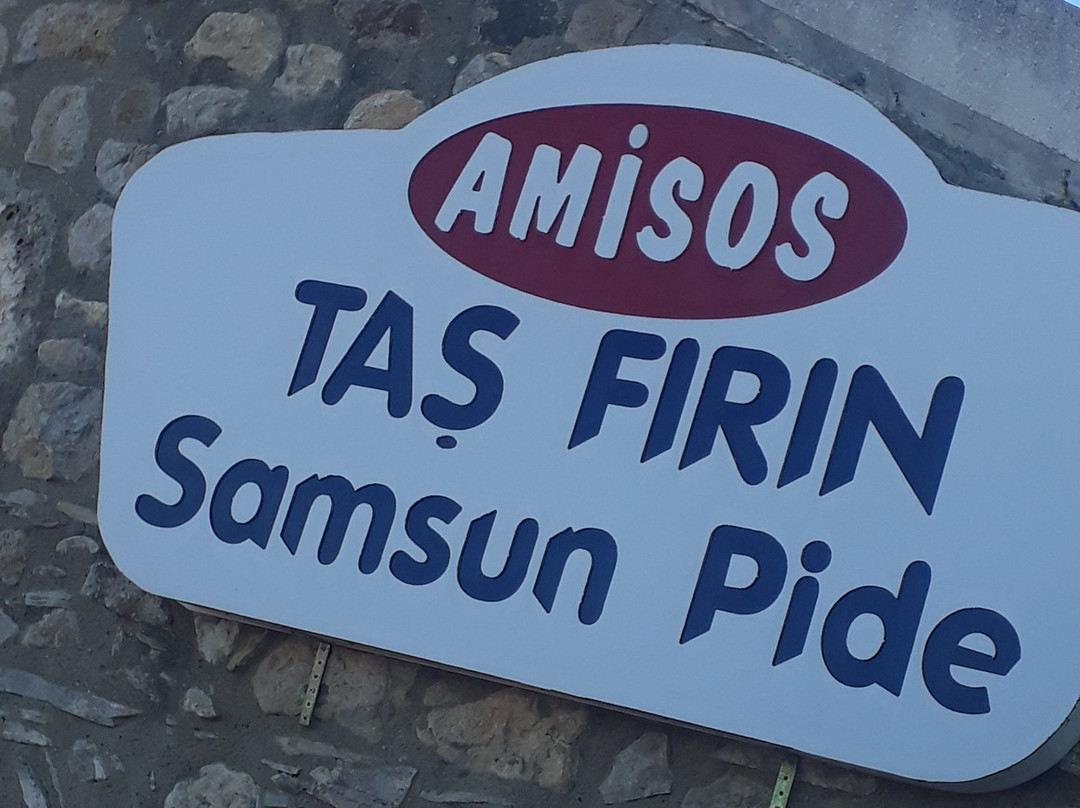 AMİSOS
TAŞ FIRIN
Samsun Pide